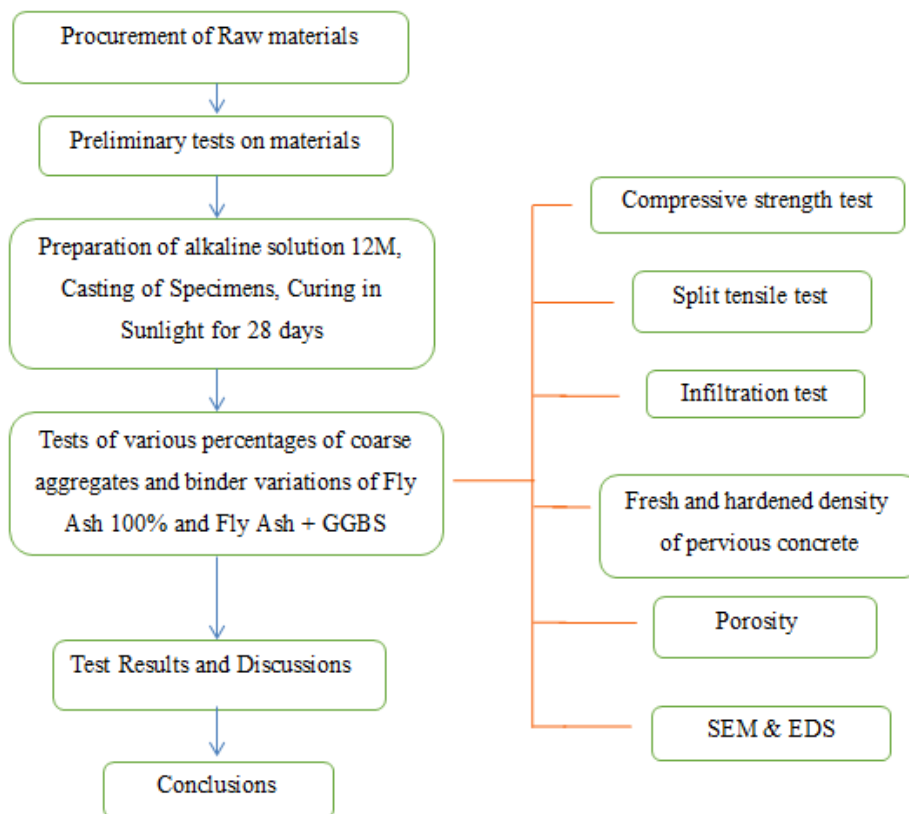 Procurement of Raw materials
Preliminary tests on materials
Preparation of alkaline solution 12M,
Casting of Specimens, Curing in
Sunlight for 28 days
Tests of various percentages of coarse
aggregates and binder variations of Fly
Ash 100% and Fly Ash + GGBS
Test Results and Discussions
Conclusions
Compressive strength test
Split tensile test
Infiltration test
Fresh and hardened density
of pervious concrete
Porosity
SEM & EDS